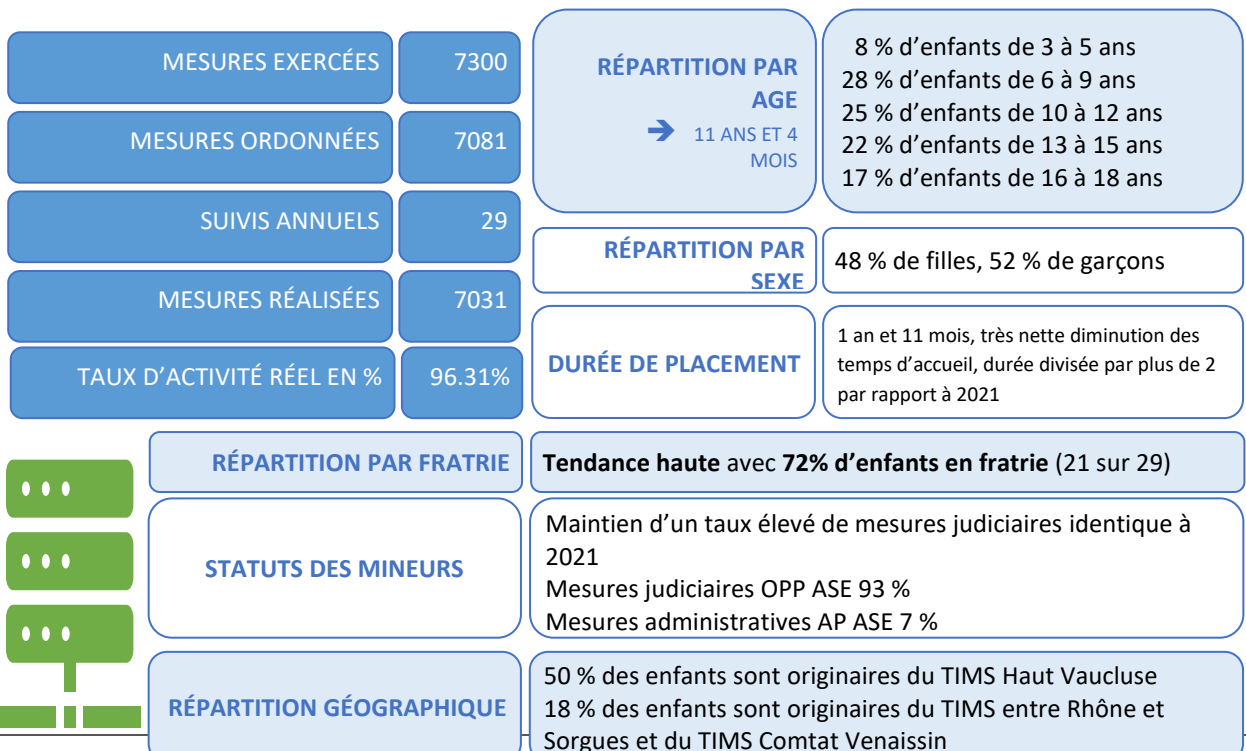 MESURES EXERCÉES 7300
MESURES ORDONNÉES 7081
SUIVIS ANNUELS 29
MESURES RÉALISÉES 7031
TAUX D’ACTIVITÉ RÉEL EN % 96.31%
RÉPARTITION PAR
AGE
➔ 11 ANS ET 4
MOIS
8 % d’enfants de 3 à 5 ans
28 % d’enfants de 6 à 9 ans
25 % d’enfants de 10 à 12 ans
22 % d’enfants de 13 à 15 ans
17 % d’enfants de 16 à 18 ans
RÉPARTITION PAR
SEXE
48 % de filles, 52 % de garçons
DURÉE DE PLACEMENT
1 an et 11 mois, très nette diminution des
temps d’accueil, durée divisée par plus de 2
par rapport à 2021
RÉPARTITION PAR FRATRIE
Tendance haute avec 72% d’enfants en fratrie (21 sur 29)
STATUTS DES MINEURS
Maintien d’un taux élevé de mesures judiciaires identique à
2021
Mesures judiciaires OPP ASE 93 %
Mesures administratives AP ASE 7 %
RÉPARTITION GÉOGRAPHIQUE
50 % des enfants sont originaires du TIMS Haut Vaucluse
18 % des enfants sont originaires du TIMS entre Rhône et
Sorgues et du TIMS Comtat Venaissin